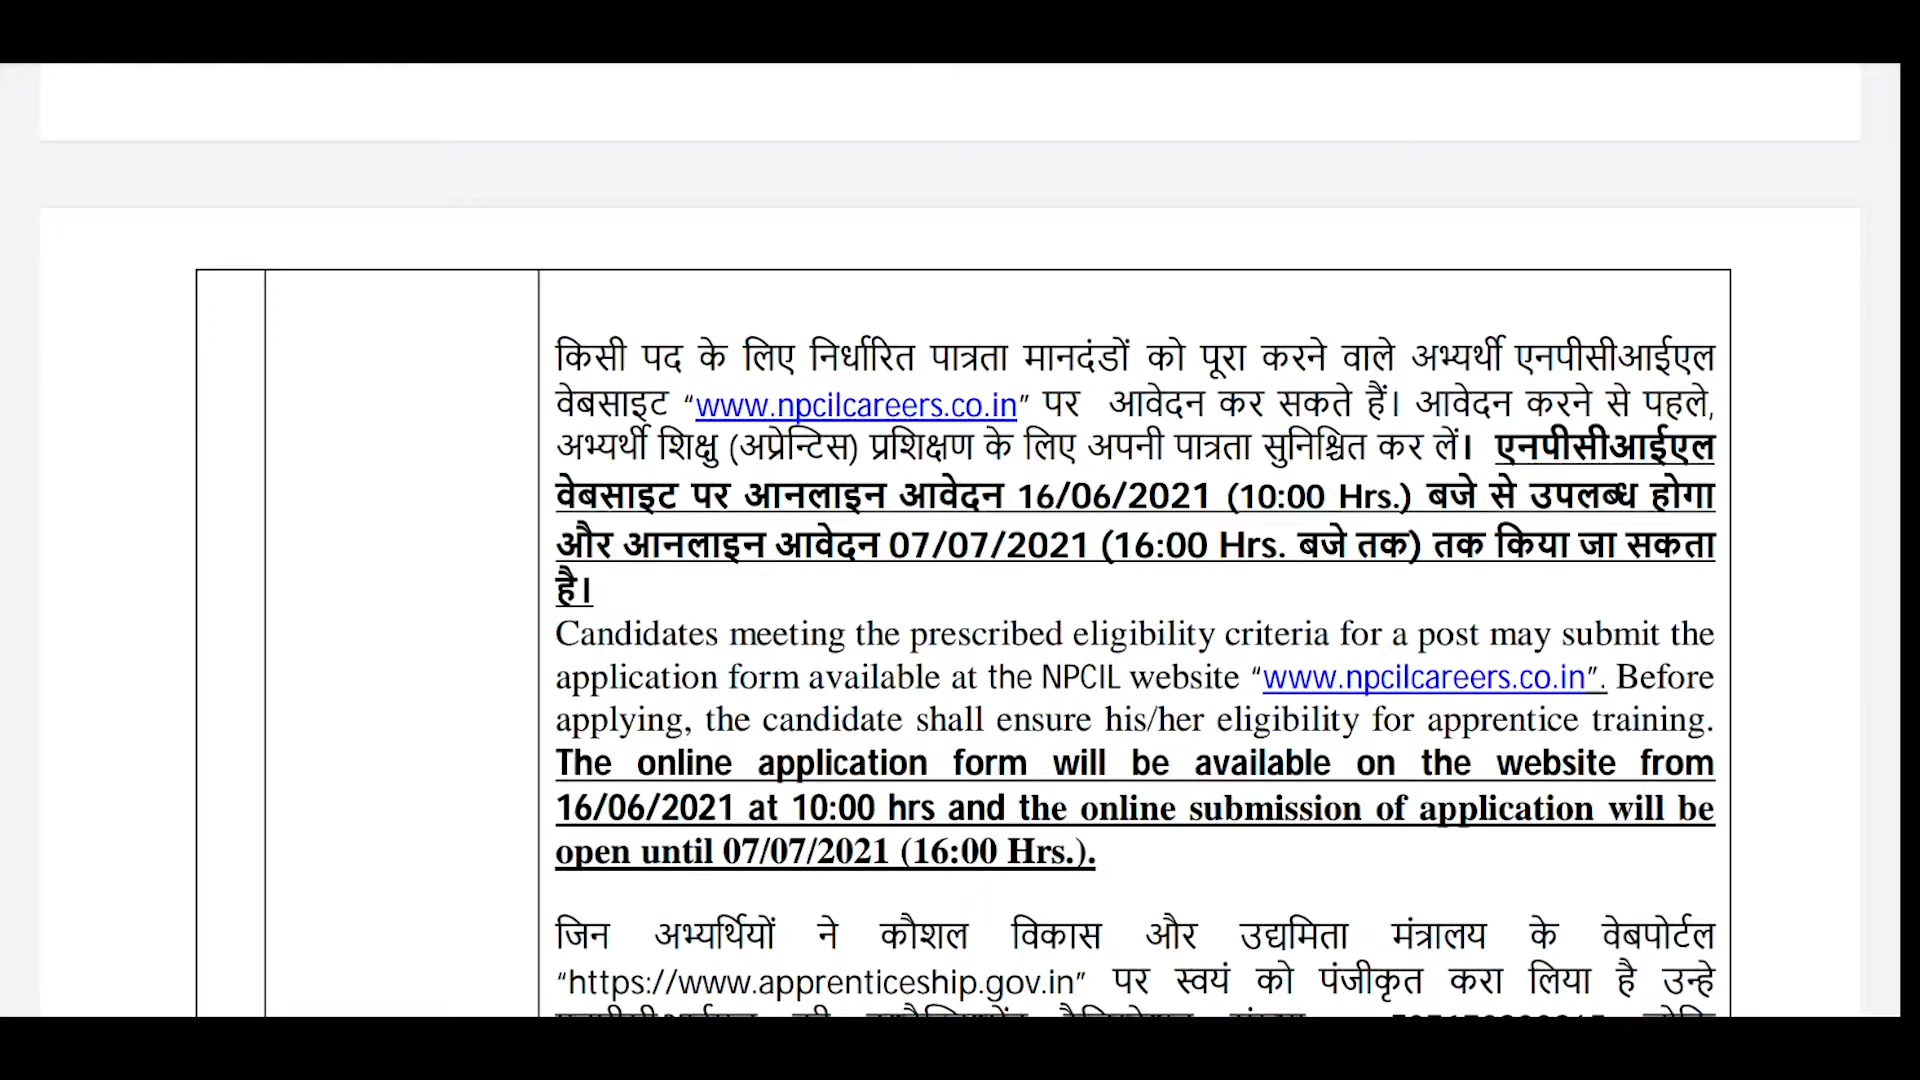 किसी पद के लिए निर्धारित पात्रता मानदंडों को पूरा करने वाले अभ्यर्थी एनपीसीआईएल
वेबसाइट “www.npcilcareers.co.in” पर आवेदन कर सकते हैं। आवेदन करने से पहले,
अभ्यर्थी शिक्षु (अप्रेन्टिस) प्रशिक्षण के लिए अपनी पात्रता सुनिश्चित कर लें। एनपीसीआईएल
वेबसाइट पर आनलाइन आवेदन 16/06/2021 (10:00 Hrs.) बजे से उपलब्ध होगा
और आनलाइन आवेदन 07/07/2021 (16:00 Hrs. बजे तक) तक किया जा सकता
है।
Candidates meeting the prescribed eligibility criteria for a post may submit the
application form available at the NPCIL website “www.npcilcareers.co.in”. Before
applying, the candidate shall ensure his/her eligibility for apprentice training.
The online application form will be available on the website from
16/06/2021 at 10:00 hrs and the online submission of application will be
open until 07/07/2021 (16:00 Hrs.).
जिन अभ्यर्थियों ने कौशल विकास और उद्यमिता मंत्रालय के वेबपोर्टल
“https://www.apprenticeship.gov.in” पर स्वयं को पंजीकृत करा लिया है उन्हे